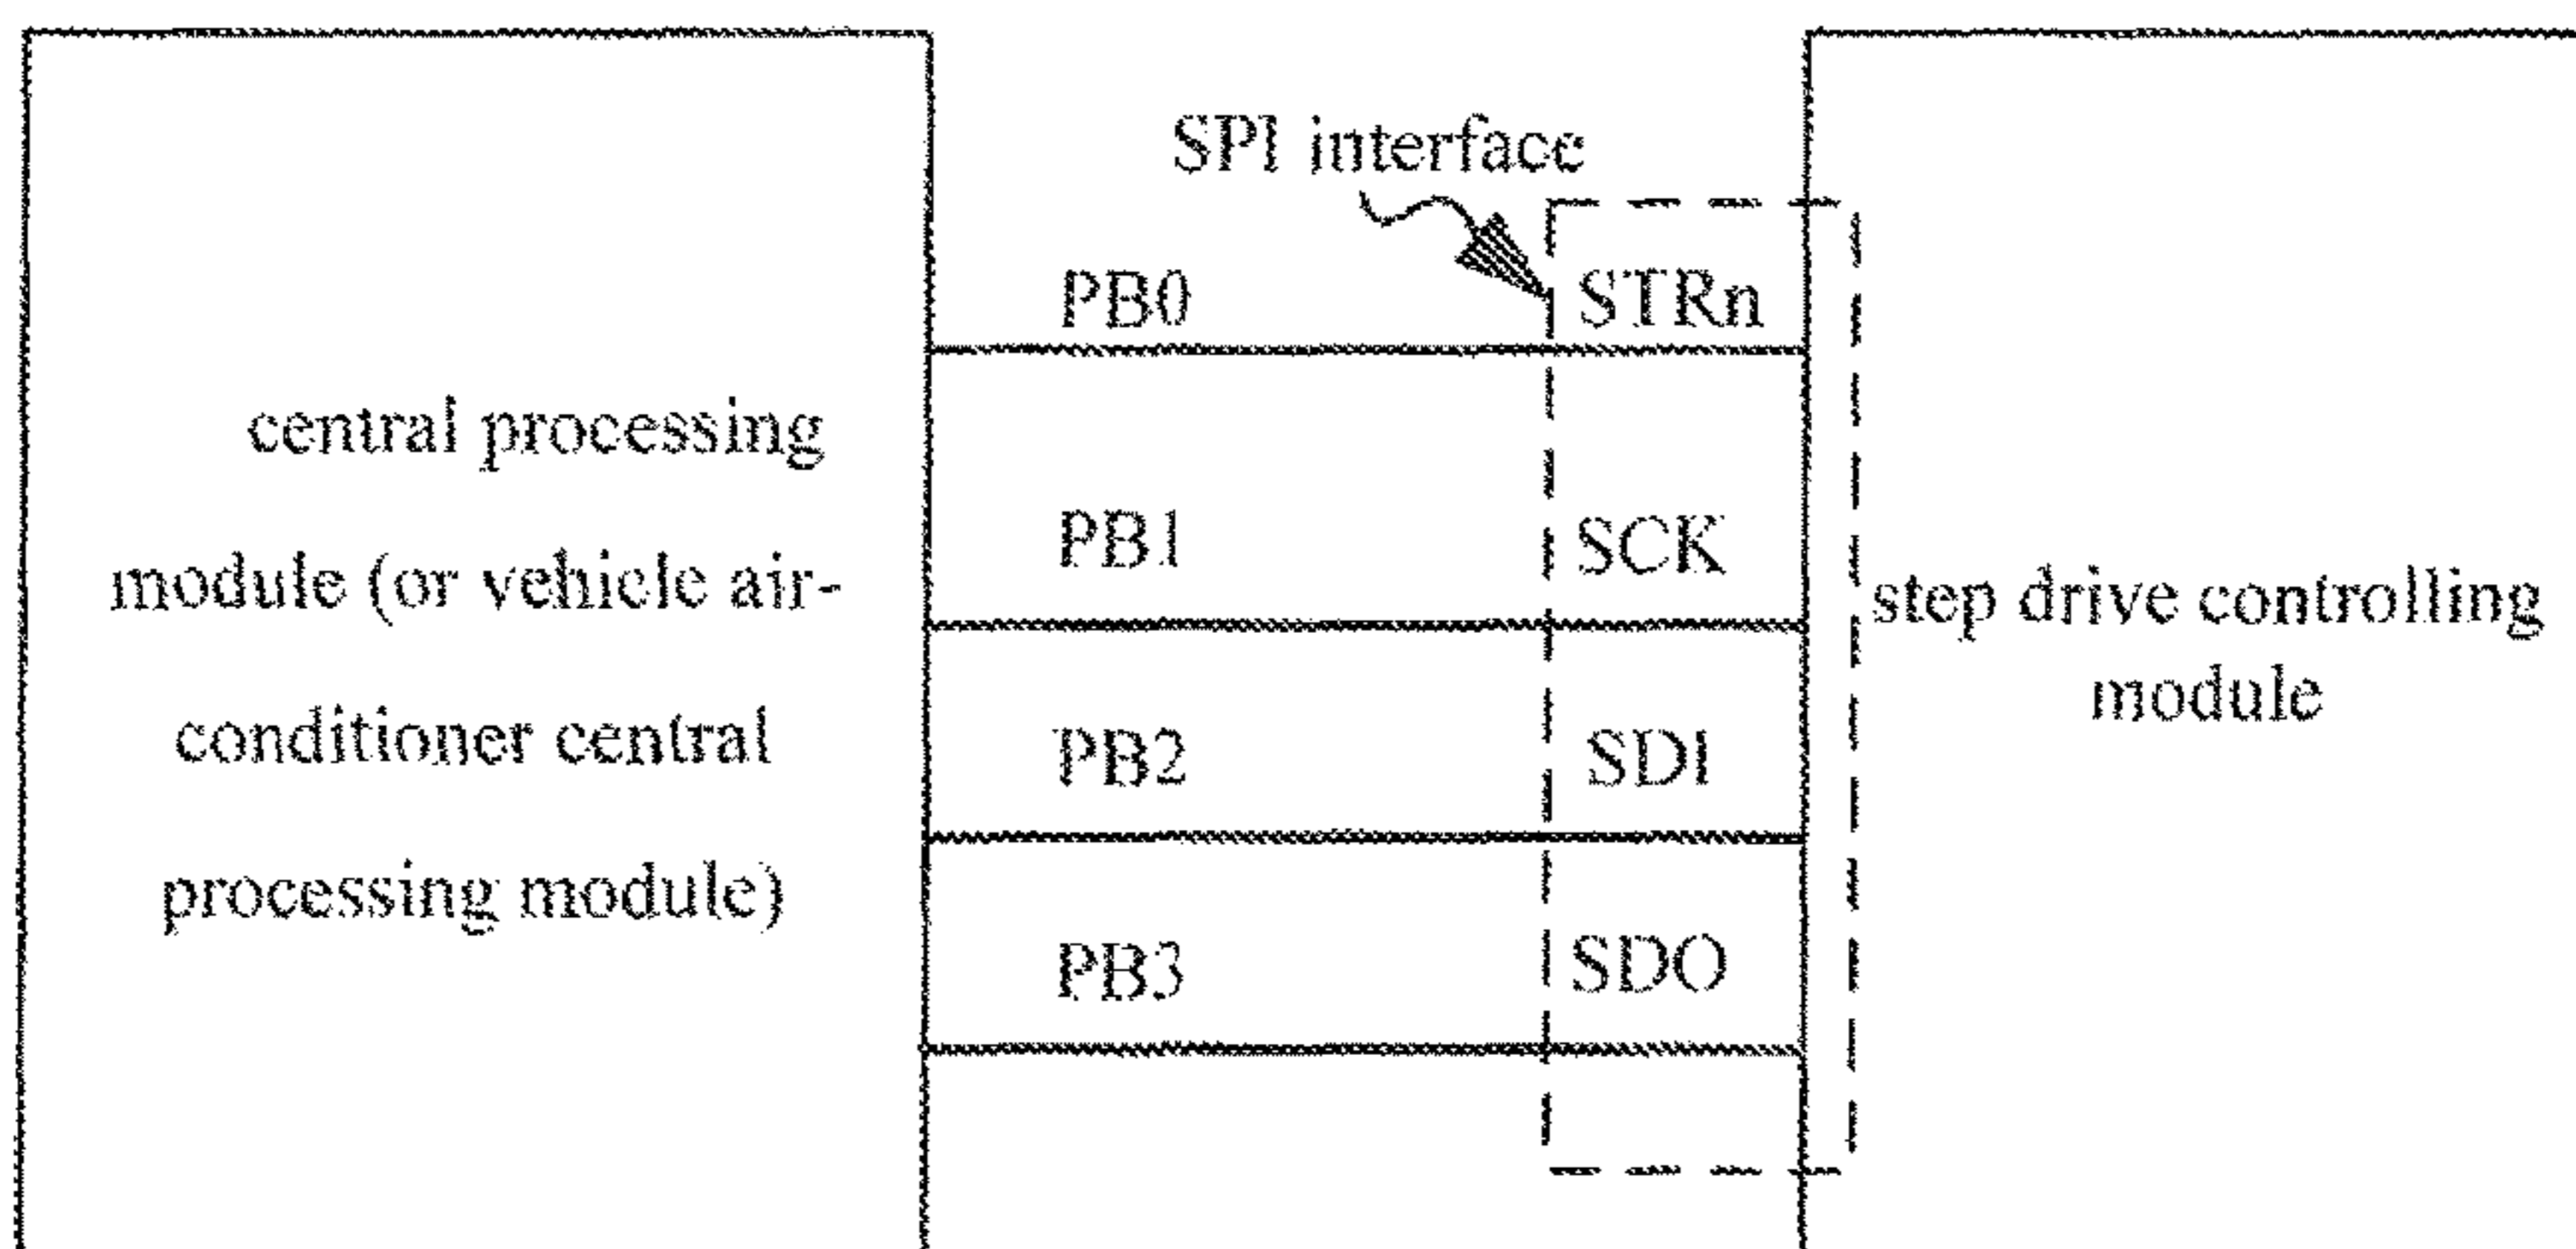 SPI interface
PB0
STRn
central processing
module (or vehicle air-
conditioner central
processing module)
PB1
SCK
PB2
SDI
PB3
SDO
step drive controlling
module